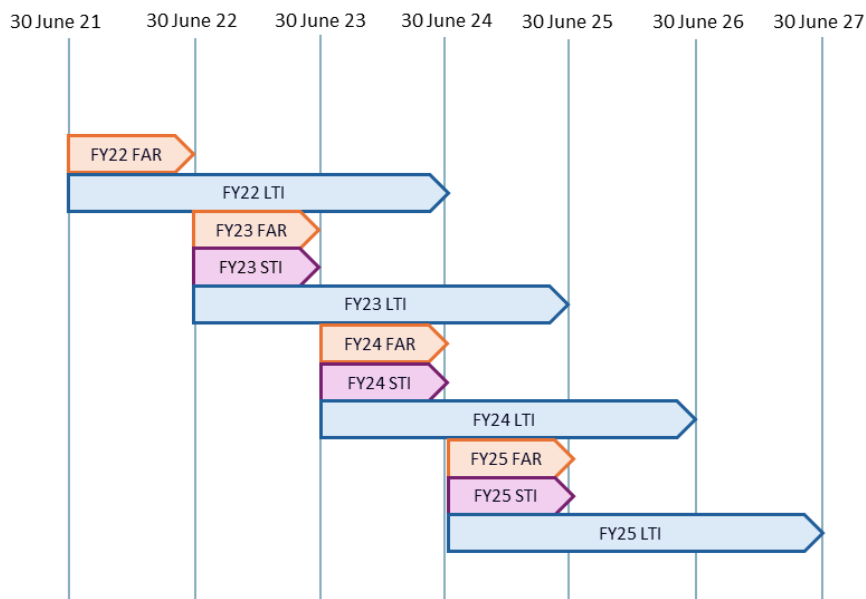 30 June 21 30 June 22 30 June 23 30 June 24 30 June 25 30 June 26 30 June 27
FY22 FAR
FY22 LTI
FY23 FAR
FY23 STI
FY23 LTI
FY24 FAR
FY24 STI
FY24 LTI
FY25 FAR
FY25 STI
FY25 LTI